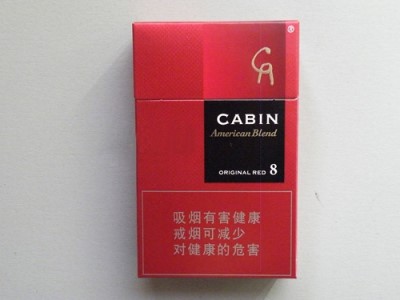 CA
®
CABIN
American Blend
ORIGINAL RED 8
吸烟有害健康
戒烟可减少
对健康的危害